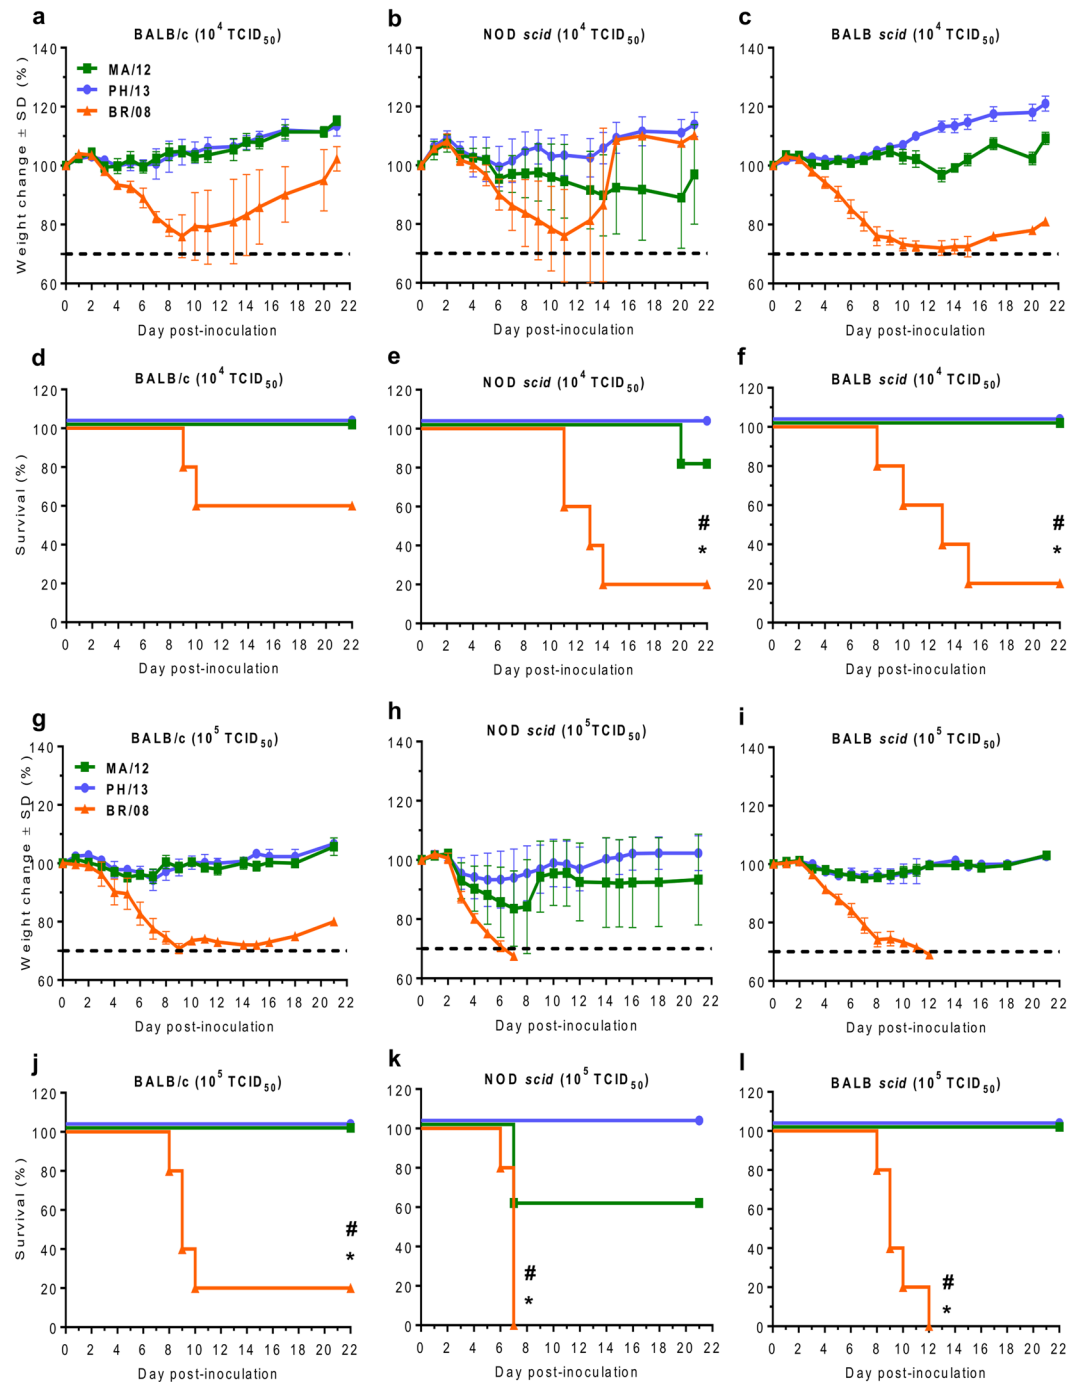 a
BALB/c (10⁴ TCID₅₀)
Weight change ± SD (%)
140
120
100
80
60
MA/12
PH/13
BR/08
0 2 4 6 8 10 12 14 16 18 20 22
Day post-inoculation
b
NOD scid (10⁴ TCID₅₀)
140
120
100
80
60
0 2 4 6 8 10 12 14 16 18 20 22
Day post-inoculation
c
BALB scid (10⁴ TCID₅₀)
140
120
100
80
60
0 2 4 6 8 10 12 14 16 18 20 22
Day post-inoculation
d
BALB/c (10⁴ TCID₅₀)
Survival (%)
120
100
80
60
40
20
0
0 2 4 6 8 10 12 14 16 18 20 22
Day post-inoculation
e
NOD scid (10⁴ TCID₅₀)
120
100
80
60
40
20
0
#
*
0 2 4 6 8 10 12 14 16 18 20 22
Day post-inoculation
f
BALB scid (10⁴ TCID₅₀)
120
100
80
60
40
20
0
#
*
0 2 4 6 8 10 12 14 16 18 20 22
Day post-inoculation
g
BALB/c (10⁵ TCID₅₀)
Weight change ± SD (%)
140
120
100
80
60
MA/12
PH/13
BR/08
0 2 4 6 8 10 12 14 16 18 20 22
Day post-inoculation
h
NOD scid (10⁵TCID₅₀)
140
120
100
80
60
0 2 4 6 8 10 12 14 16 18 20 22
Day post-inoculation
i
BALB scid (10⁵ TCID₅₀)
140
120
100
80
60
0 2 4 6 8 10 12 14 16 18 20 22
Day post-inoculation
j
BALB/c (10⁵ TCID₅₀)
Survival (%)
120
100
80
60
40
20
0
#
*
0 2 4 6 8 10 12 14 16 18 20 22
Day post-inoculation
k
NOD scid (10⁵ TCID₅₀)
120
100
80
60
40
20
0
#
*
0 2 4 6 8 10 12 14 16 18 20 22
Day post-inoculation
l
BALB scid (10⁵ TCID₅₀)
120
100
80
60
40
20
0
#
*
0 2 4 6 8 10 12 14 16 18 20 22
Day post-inoculation